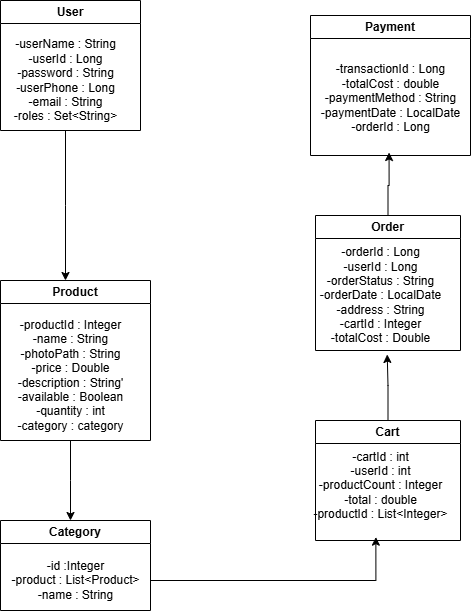 User
-userName : String
-userId : Long
-password : String
-userPhone : Long
-email : String
-roles : Set<String>
Product
-productId : Integer
-name : String
-photoPath : String
-price : Double
-description : String'
-available : Boolean
-quantity : int
-category : category
Category
-id :Integer
-product : List<Product>
-name : String
Payment
-transactionId : Long
-totalCost : double
-paymentMethod : String
-paymentDate : LocalDate
-orderId : Long
Order
-orderId : Long
-userId : Long
-orderStatus : String
-orderDate : LocalDate
-address : String
-cartId : Integer
-totalCost : Double
Cart
-cartId : int
-userId : int
-productCount : Integer
-total : double
-productId : List<Integer>